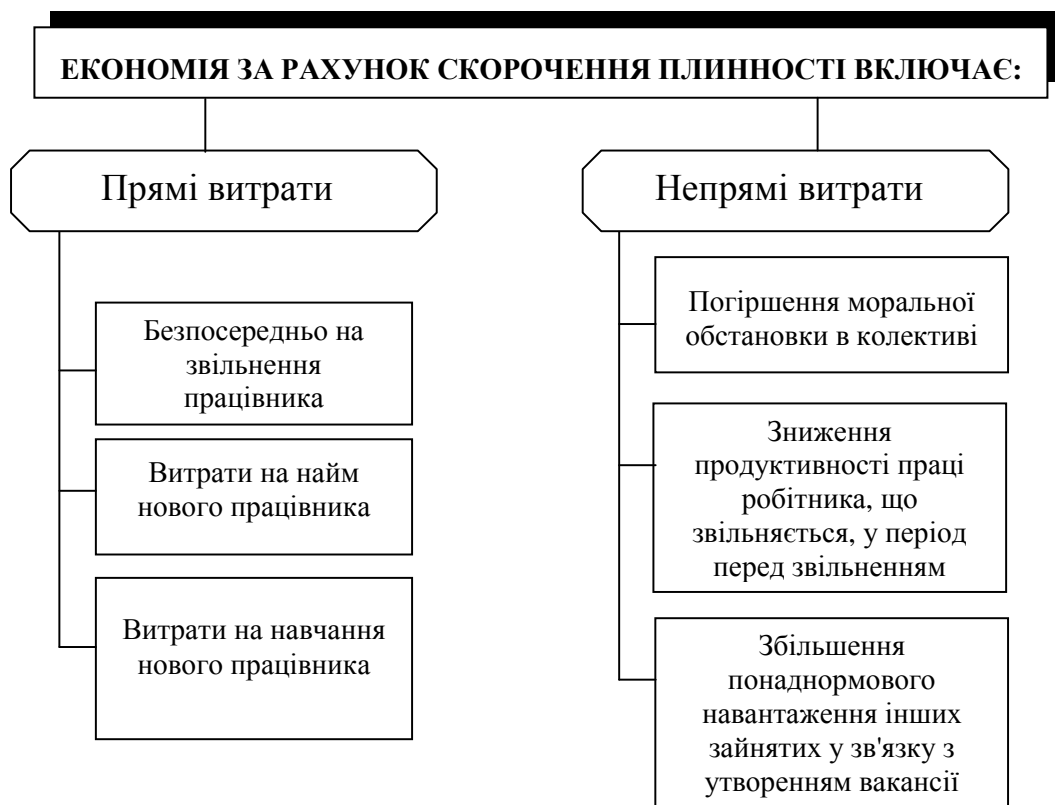 ЕКОНОМІЯ ЗА РАХУНОК СКОРОЧЕННЯ ПЛИННОСТІ ВКЛЮЧАЄ:
Прямі витрати
Безпосередньо на
звільнення
працівника
Витрати на найм
нового працівника
Витрати на навчання
нового працівника
Непрямі витрати
Погіршення моральної
обстановки в колективі
Зниження
продуктивності праці
робітника, що
звільняється, у період
перед звільненням
Збільшення
понаднормового
навантаження інших
зайнятих у зв'язку з
утворенням вакансії